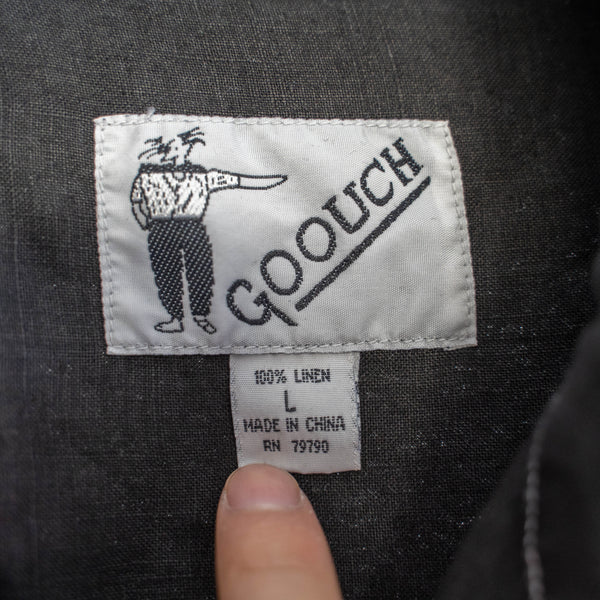 GOOUCH
100% LINEN
L
MADE IN CHINA
RN 79790